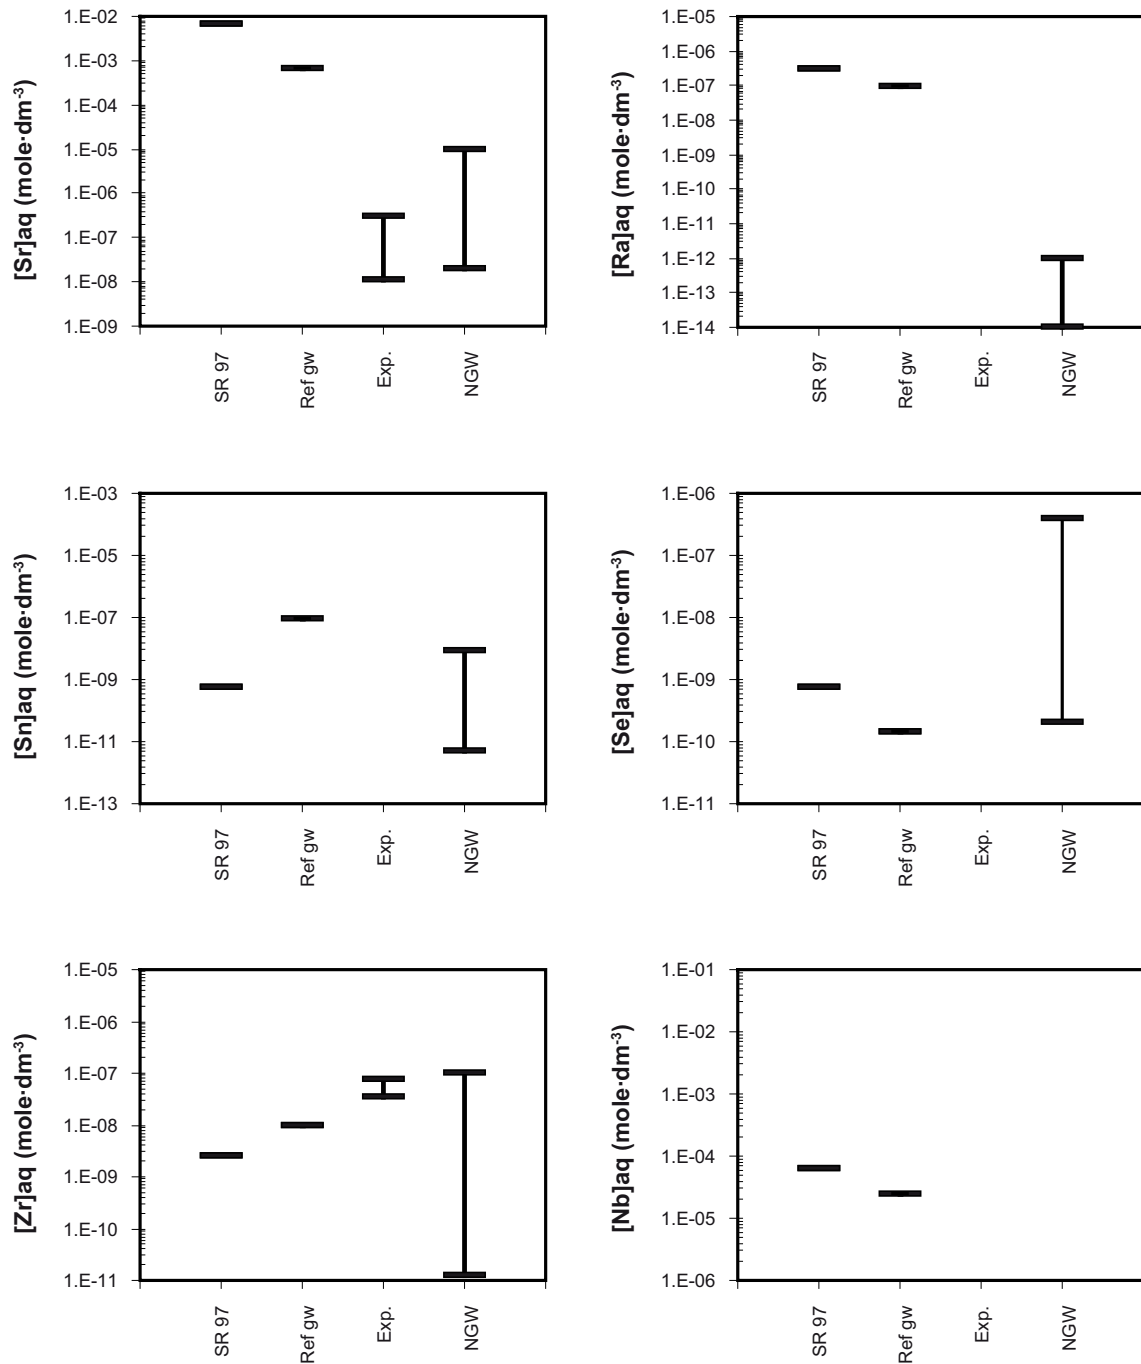 [Sr]aq (mole·dm-3)
1.E-02
1.E-03
1.E-04
1.E-05
1.E-06
1.E-07
1.E-08
1.E-09
SR 97
Ref gw
Exp.
NGW
[Ra]aq (mole·dm-3)
1.E-05
1.E-06
1.E-07
1.E-08
1.E-09
1.E-10
1.E-11
1.E-12
1.E-13
1.E-14
SR 97
Ref gw
Exp.
NGW
[Sn]aq (mole·dm-3)
1.E-03
1.E-05
1.E-07
1.E-09
1.E-11
1.E-13
SR 97
Ref gw
Exp.
NGW
[Se]aq (mole·dm-3)
1.E-06
1.E-07
1.E-08
1.E-09
1.E-10
1.E-11
SR 97
Ref gw
Exp.
NGW
[Zr]aq (mole·dm-3)
1.E-05
1.E-06
1.E-07
1.E-08
1.E-09
1.E-10
1.E-11
SR 97
Ref gw
Exp.
NGW
[Nb]aq (mole·dm-3)
1.E-01
1.E-02
1.E-03
1.E-04
1.E-05
1.E-06
SR 97
Ref gw
Exp.
NGW